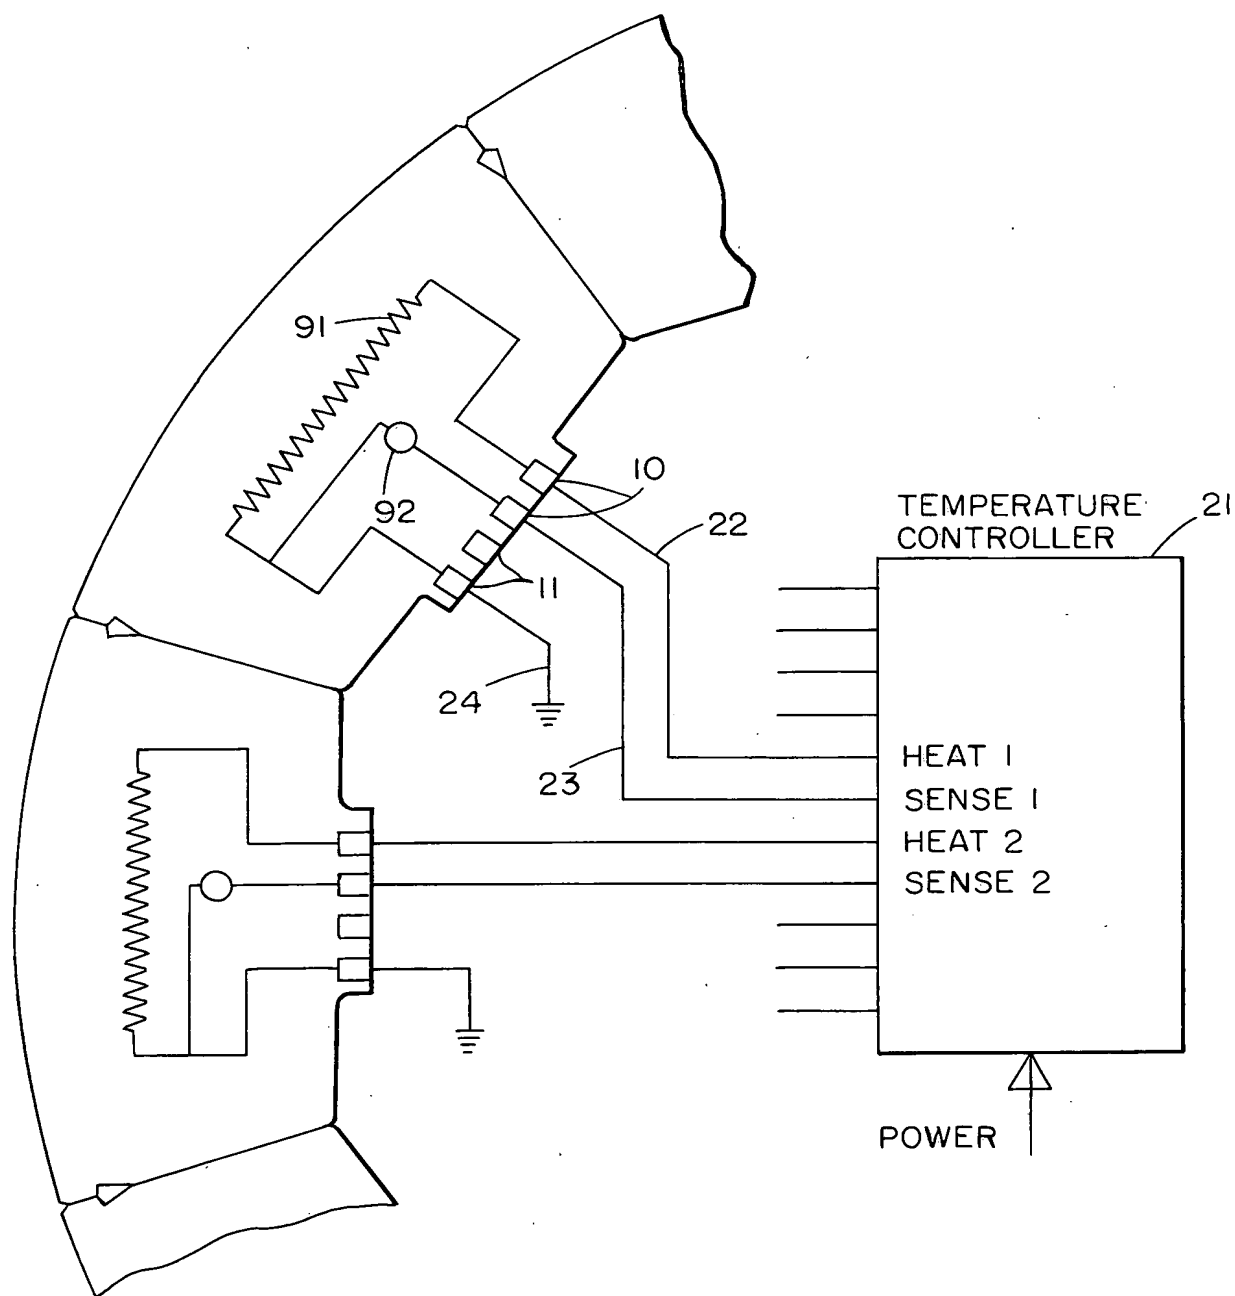 91
10
92
22
TEMPERATURE
CONTROLLER
21
11
24
23
HEAT 1
SENSE 1
HEAT 2
SENSE 2
POWER